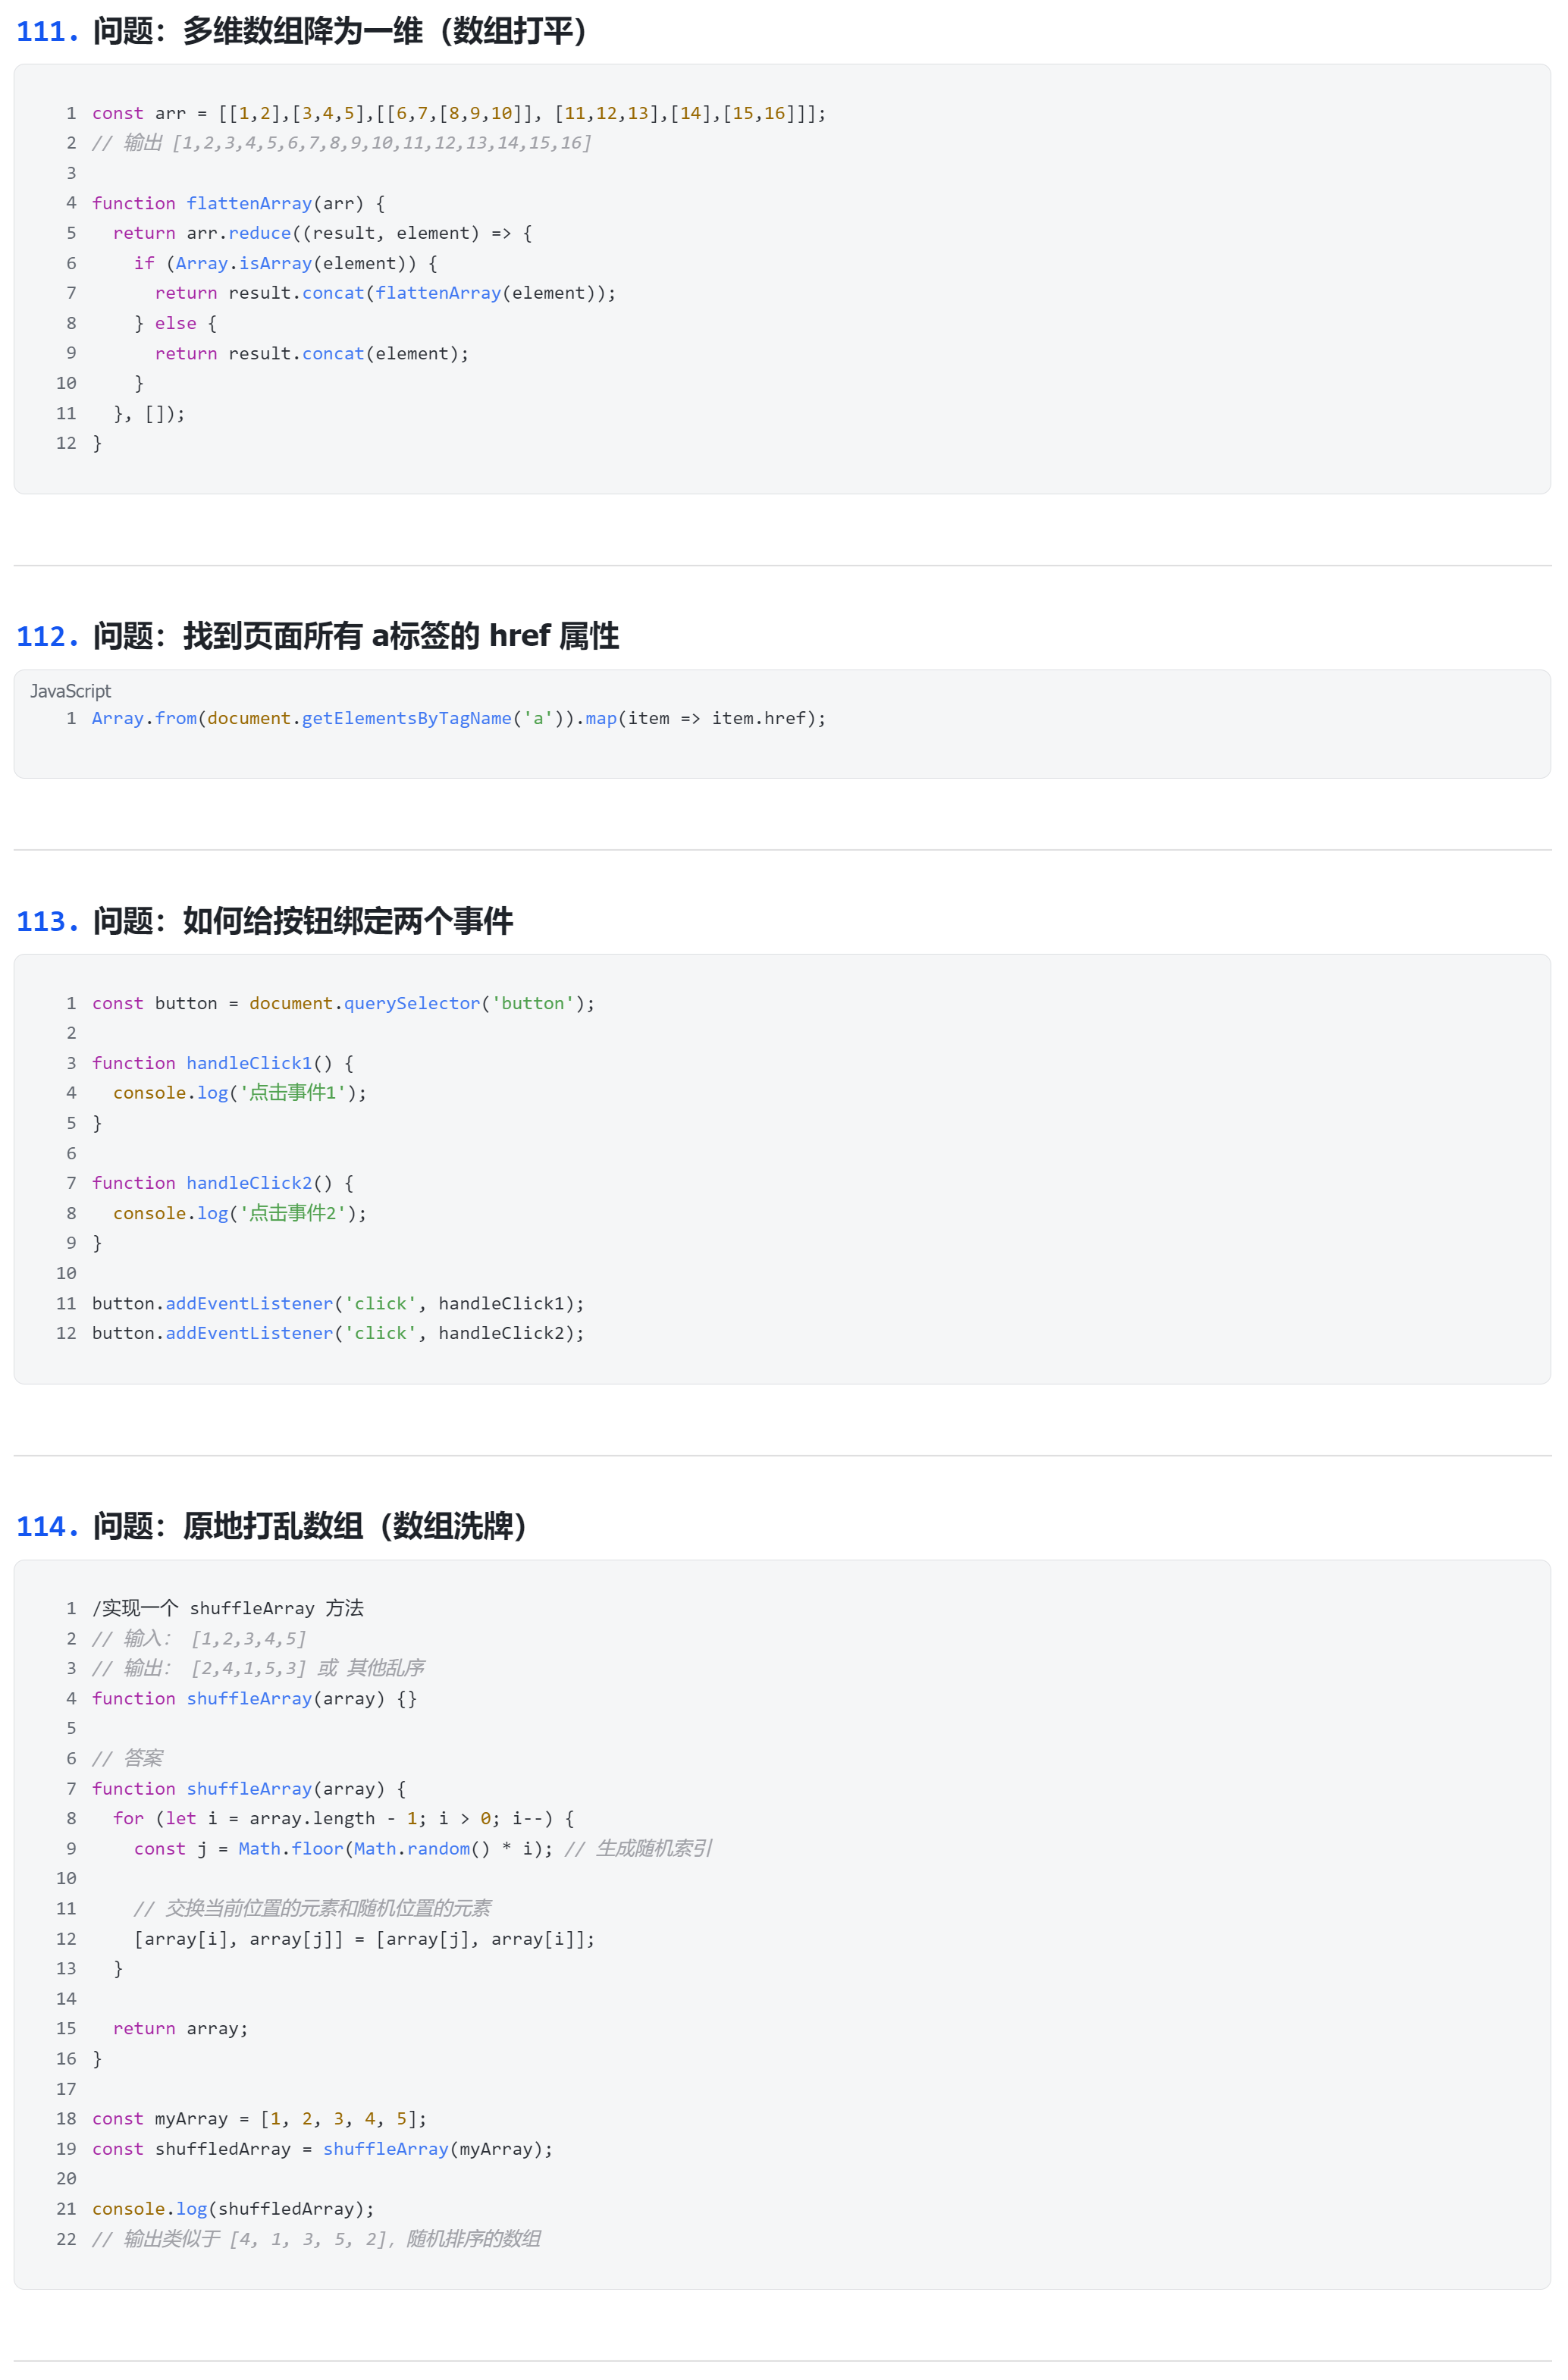 111. 问题：多维数组降为一维（数组打平）
1 const arr = [[1,2],[3,4,5],[[6,7,[8,9,10]], [11,12,13],[14],[15,16]]];
2 // 输出 [1,2,3,4,5,6,7,8,9,10,11,12,13,14,15,16]
3
4 function flattenArray(arr) {
5   return arr.reduce((result, element) => {
6     if (Array.isArray(element)) {
7       return result.concat(flattenArray(element));
8     } else {
9       return result.concat(element);
10     }
11   }, []);
12 }
112. 问题：找到页面所有 a标签的 href 属性
JavaScript
1 Array.from(document.getElementsByTagName('a')).map(item => item.href);
113. 问题：如何给按钮绑定两个事件
1 const button = document.querySelector('button');
2
3 function handleClick1() {
4   console.log('点击事件1');
5 }
6
7 function handleClick2() {
8   console.log('点击事件2');
9 }
10
11 button.addEventListener('click', handleClick1);
12 button.addEventListener('click', handleClick2);
114. 问题：原地打乱数组（数组洗牌）
1 /实现一个 shuffleArray 方法
2 // 输入： [1,2,3,4,5]
3 // 输出： [2,4,1,5,3] 或 其他乱序
4 function shuffleArray(array) {}
5
6 // 答案
7 function shuffleArray(array) {
8   for (let i = array.length - 1; i > 0; i--) {
9     const j = Math.floor(Math.random() * i); // 生成随机索引
10
11     // 交换当前位置的元素和随机位置的元素
12     [array[i], array[j]] = [array[j], array[i]];
13   }
14
15   return array;
16 }
17
18 const myArray = [1, 2, 3, 4, 5];
19 const shuffledArray = shuffleArray(myArray);
20
21 console.log(shuffledArray);
22 // 输出类似于 [4, 1, 3, 5, 2]，随机排序的数组